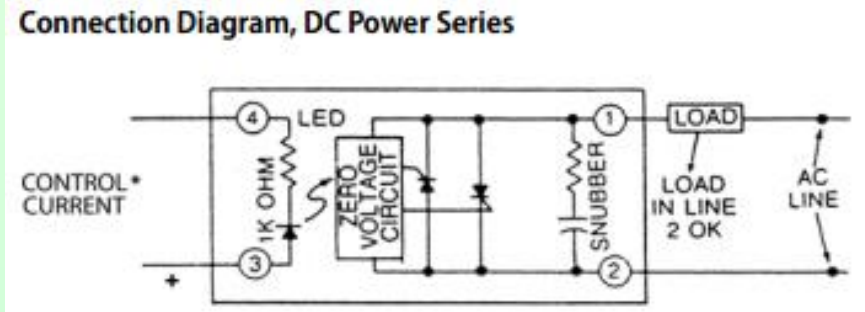 Connection Diagram, DC Power Series
4
LED
1
LOAD
CONTROL*
CURRENT
1K OHM
ZERO
VOLTAGE
CIRCUIT
SNUBBER
LOAD
IN LINE
2 OK
AC
LINE
3
2
+